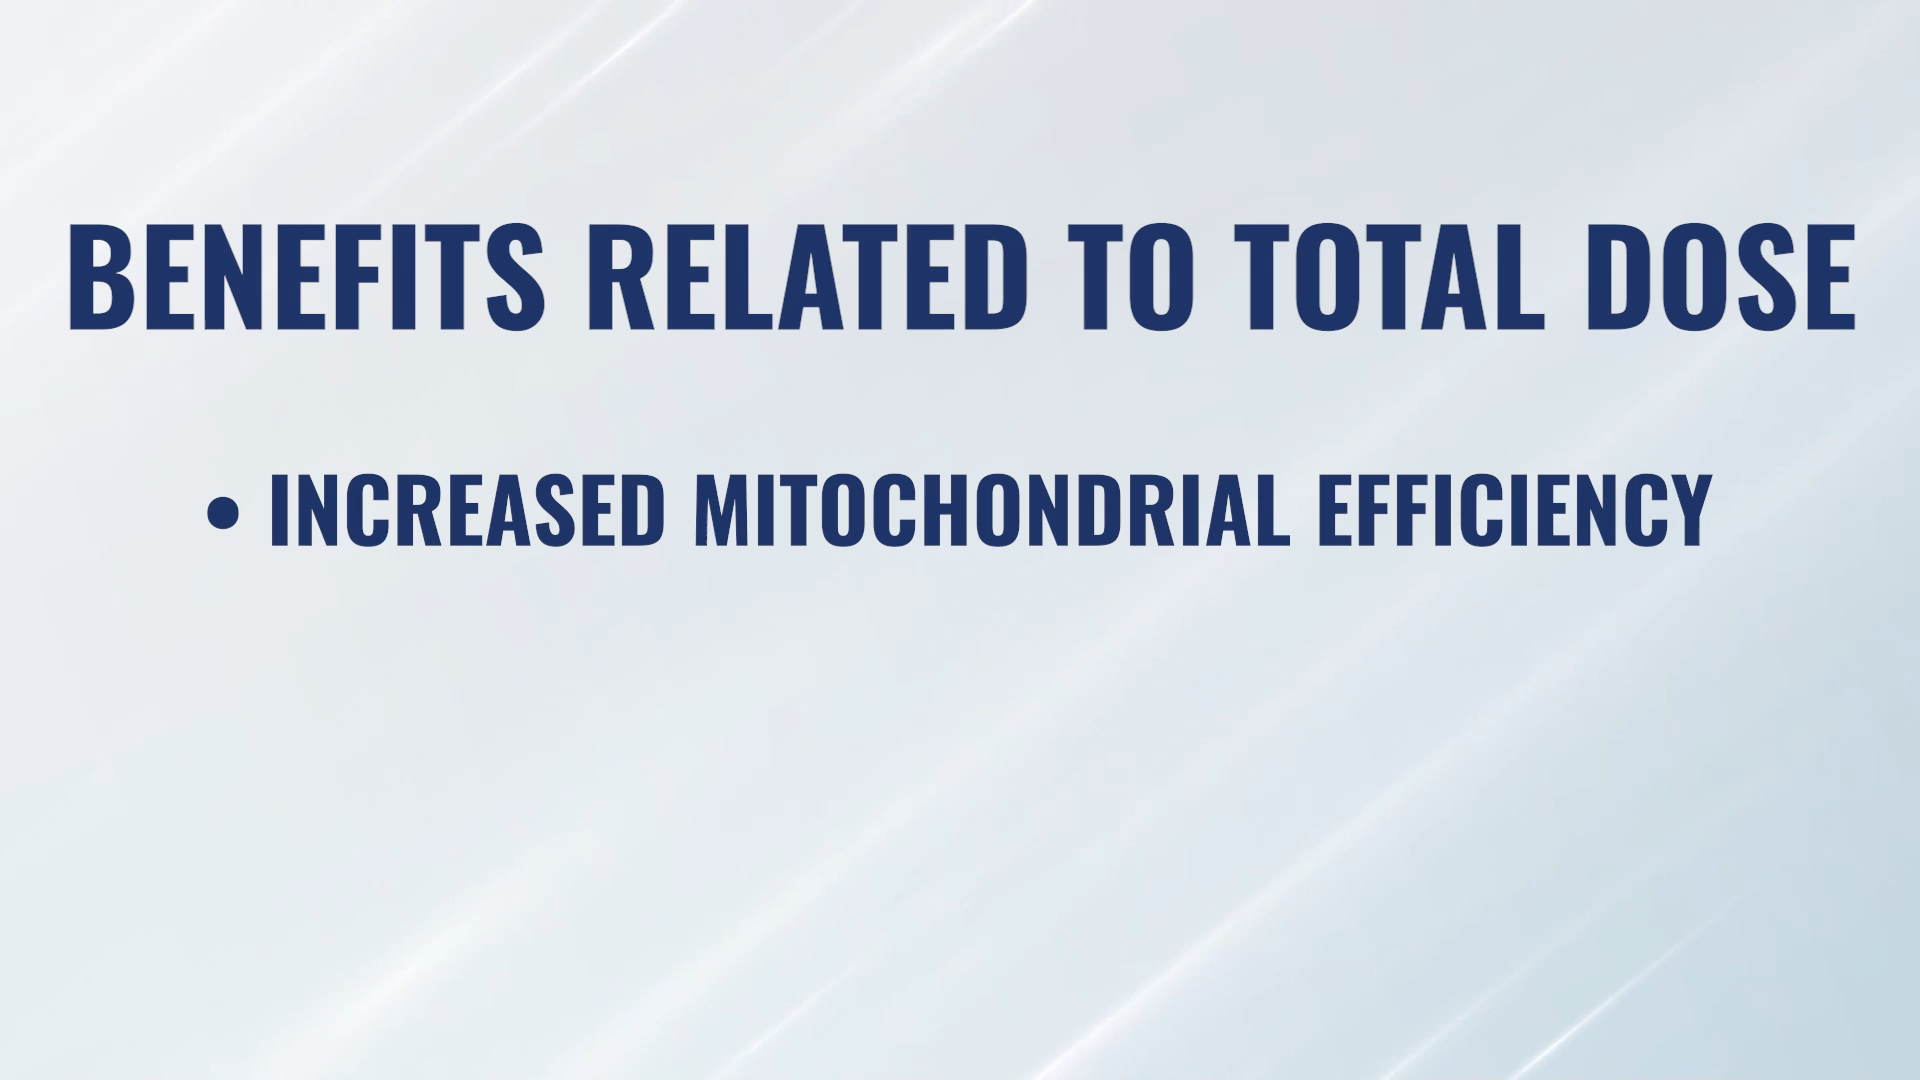 BENEFITS RELATED TO TOTAL DOSE
• INCREASED MITOCHONDRIAL EFFICIENCY